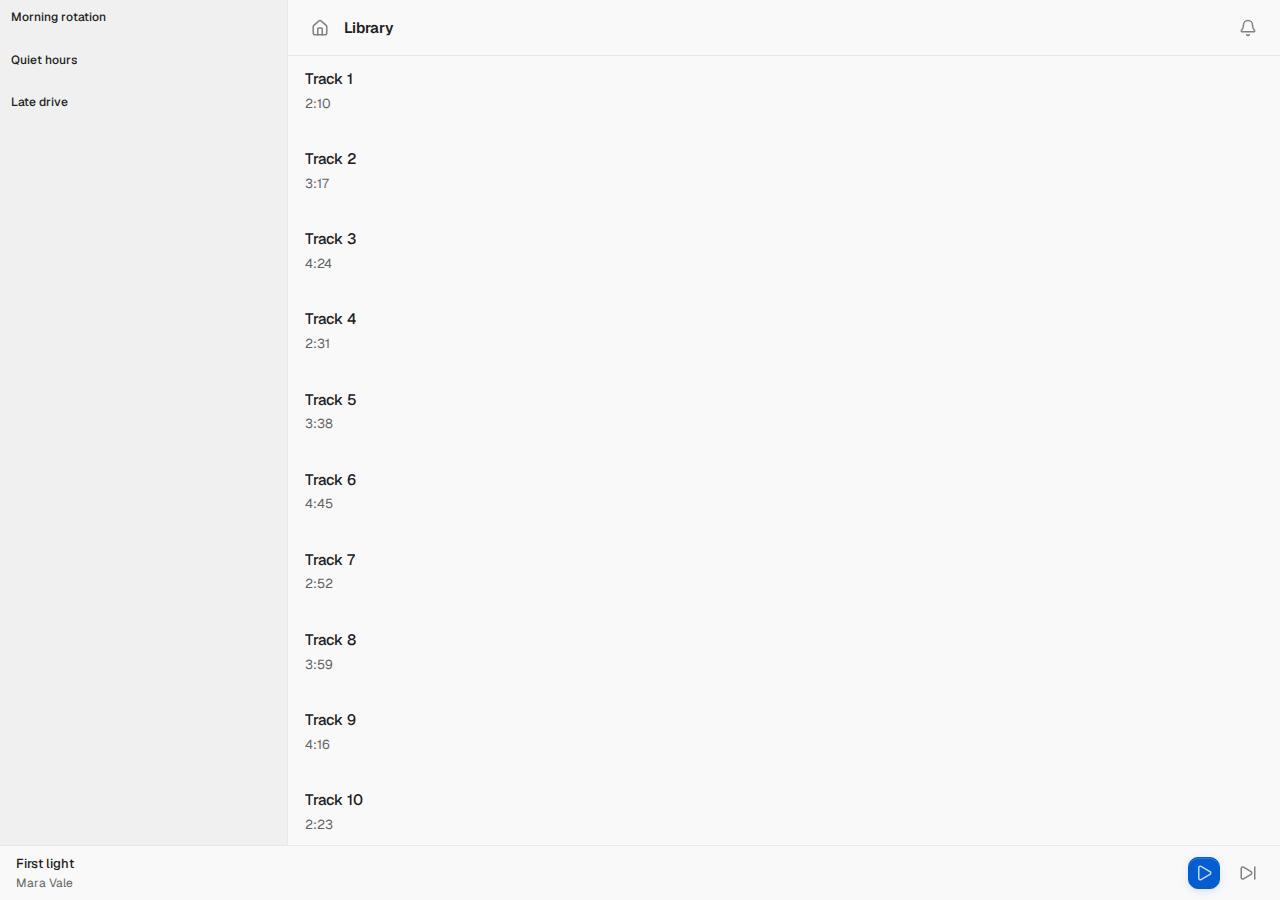 Morning rotation
Quiet hours
Late drive
Library
Track 1
2:10
Track 2
3:17
Track 3
4:24
Track 4
2:31
Track 5
3:38
Track 6
4:45
Track 7
2:52
Track 8
3:59
Track 9
4:16
Track 10
2:23
First light
Mara Vale